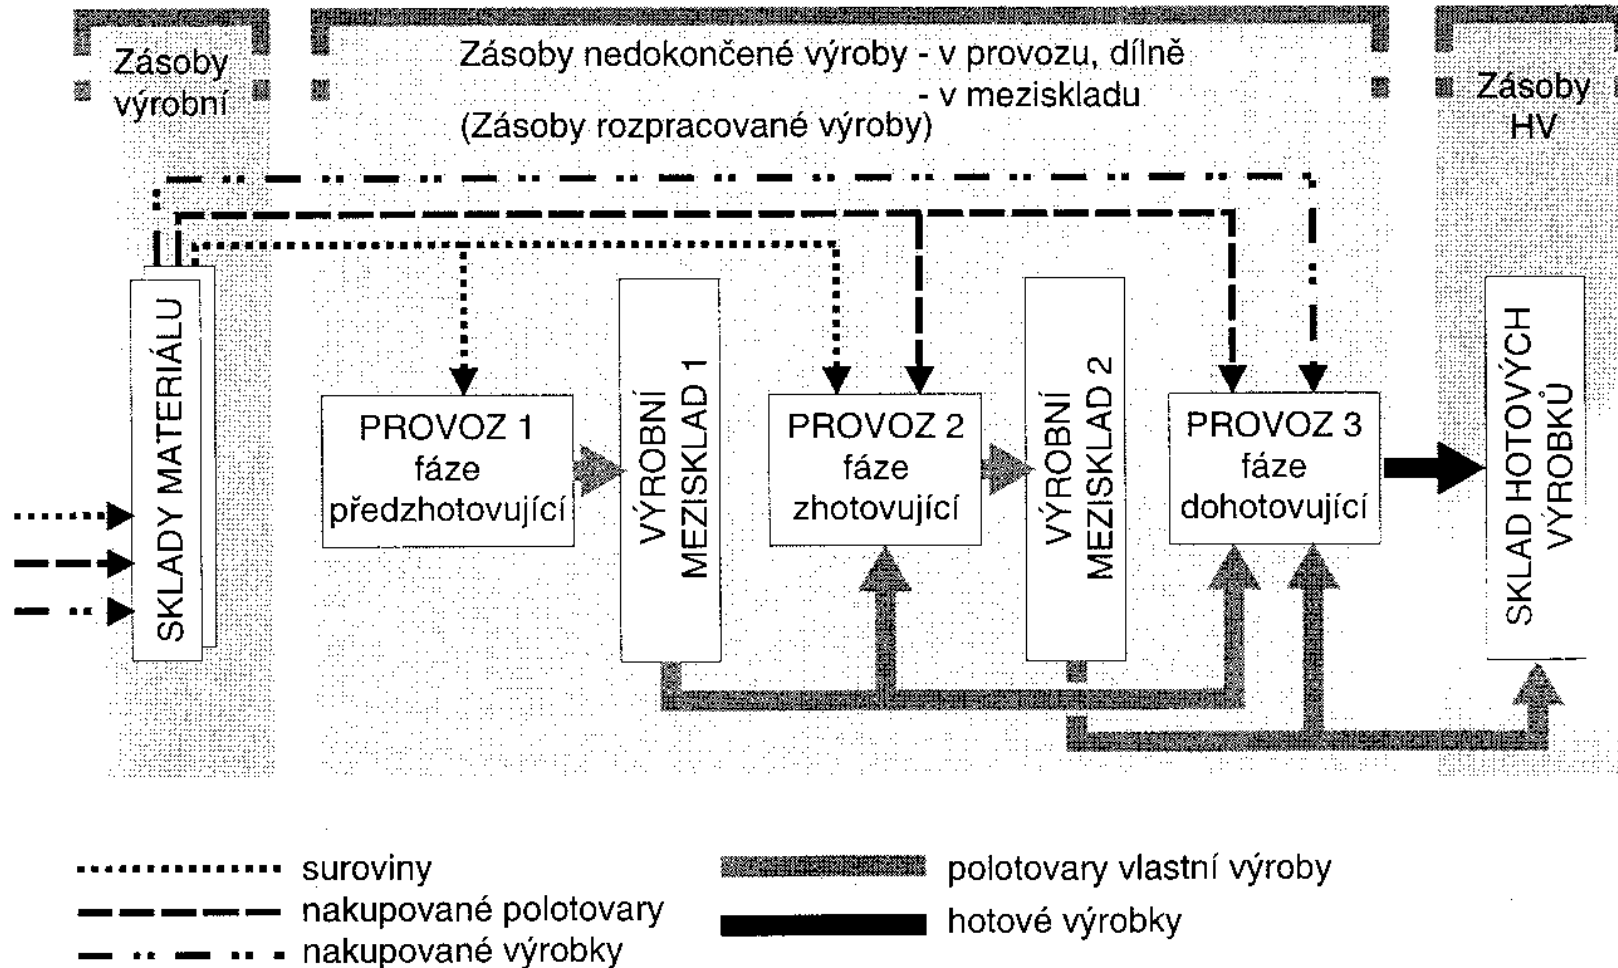 Zásoby
výrobní
Zásoby nedokončené výroby - v provozu, dílně
- v meziskladu
(Zásoby rozpracované výroby)
Zásoby
HV
SKLADY MATERIÁLU
PROVOZ 1
fáze
předzhotovující
VÝROBNÍ
MEZISKLAD 1
PROVOZ 2
fáze
zhotovující
VÝROBNÍ
MEZISKLAD 2
PROVOZ 3
fáze
dohotovující
SKLAD HOTOVÝCH
VÝROBKŮ
suroviny
nakupované polotovary
nakupované výrobky
polotovary vlastní výroby
hotové výrobky